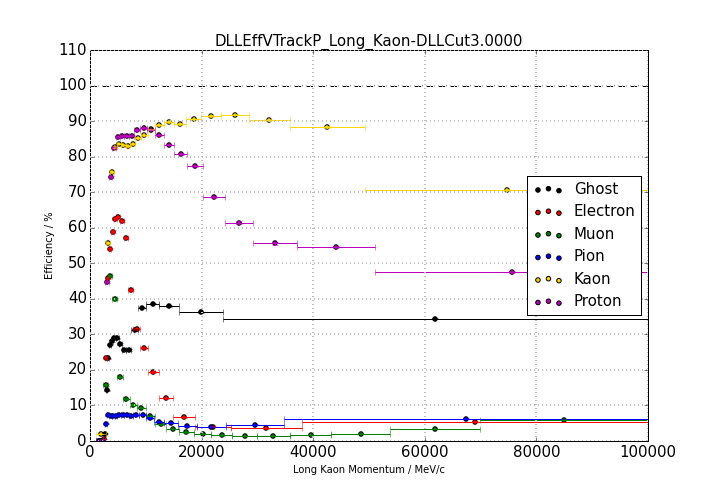 DLLEffVTrackP_Long_Kaon-DLLCut3.0000
110
100
90
80
70
60
50
40
30
20
10
0
Efficiency / %
Ghost
Electron
Muon
Pion
Kaon
Proton
0 20000 40000 60000 80000 100000
Long Kaon Momentum / MeV/c